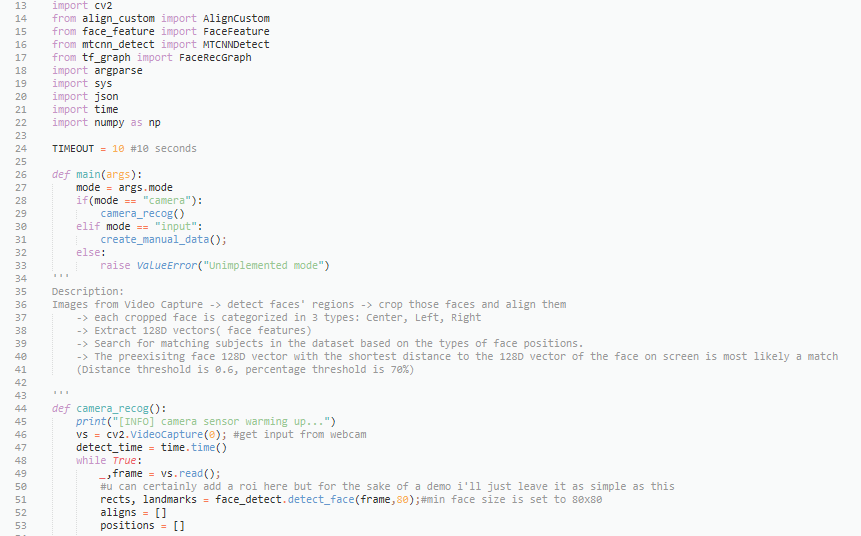 13 import cv2
14 from align_custom import AlignCustom
15 from face_feature import FaceFeature
16 from mtcnn_detect import MTCNNDetect
17 from tf_graph import FaceRecGraph
18 import argparse
19 import sys
20 import json
21 import time
22 import numpy as np
23
24 TIMEOUT = 10 #10 seconds
25
26 def main(args):
27     mode = args.mode
28     if(mode == "camera"):
29         camera_recog()
30     elif mode == "input":
31         create_manual_data();
32     else:
33         raise ValueError("Unimplemented mode")
34 '''
35 Description:
36 Images from Video Capture -> detect faces' regions -> crop those faces and align them
37     -> each cropped face is categorized in 3 types: Center, Left, Right
38     -> Extract 128D vectors( face features)
39     -> Search for matching subjects in the dataset based on the types of face positions.
40     -> The preexisitng face 128D vector with the shortest distance to the 128D vector of the face on screen is most likely a match
41     (Distance threshold is 0.6, percentage threshold is 70%)
42
43 '''
44 def camera_recog():
45     print("[INFO] camera sensor warming up...")
46     vs = cv2.VideoCapture(0); #get input from webcam
47     detect_time = time.time()
48     while True:
49         _,frame = vs.read();
50         #u can certainly add a roi here but for the sake of a demo i'll just leave it as simple as this
51         rects, landmarks = face_detect.detect_face(frame,80);#min face size is set to 80x80
52         aligns = []
53         positions = []